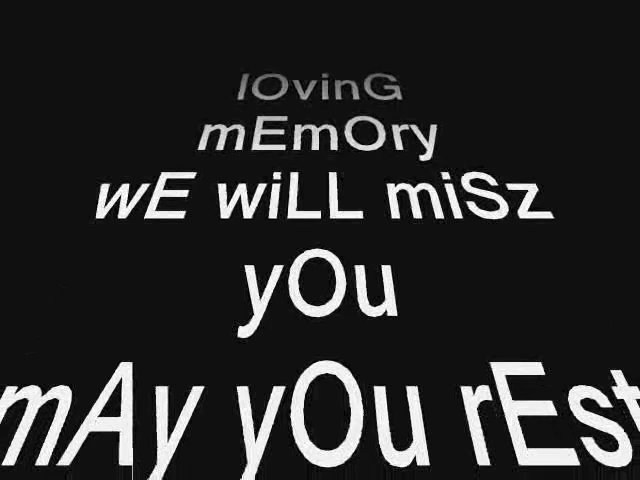 lOvinG
mEmOry
wE wiLL miSz
yOu
mAy yOu rEst